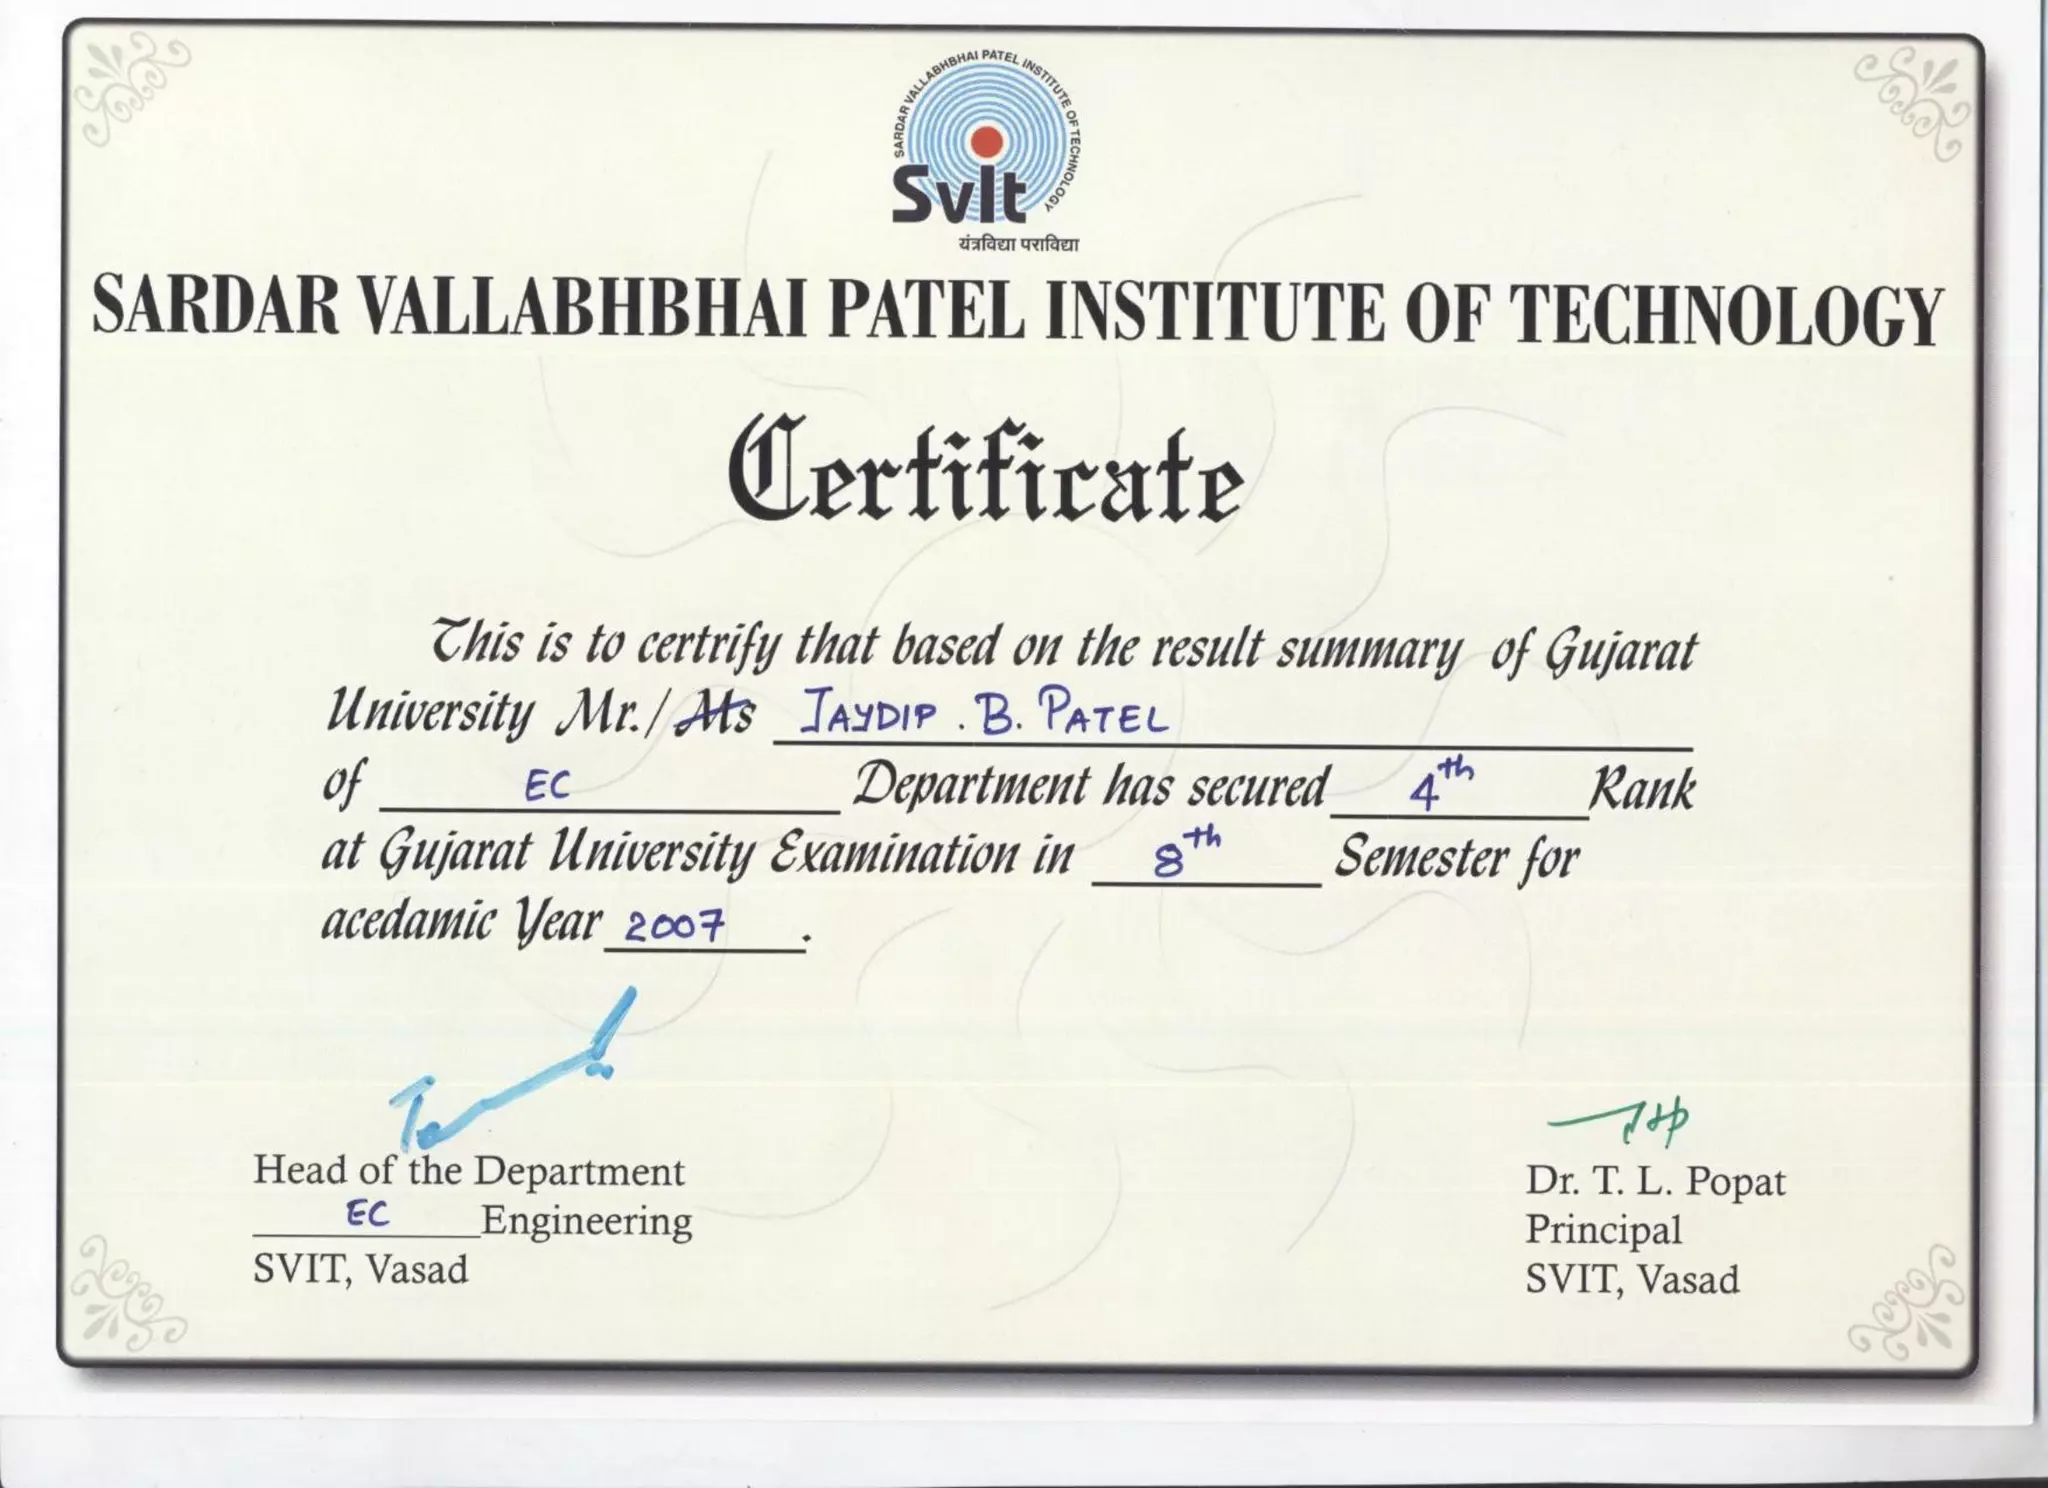 SARDAR VALLABHBHAI PATEL INSTITUTE OF TECHNOLOGY
SvIt
यंत्रविद्या पराविद्या
SARDAR VALLABHBHAI PATEL INSTITUTE OF TECHNOLOGY
Certificate
This is to certrify that based on the result summary of Gujarat
University Mr./Ms JAYDIP . B. PATEL
of EC Department has secured 4th Rank
at Gujarat University Examination in 8th Semester for
acedamic Year 2007 .
Head of the Department
EC Engineering
SVIT, Vasad
Dr. T. L. Popat
Principal
SVIT, Vasad